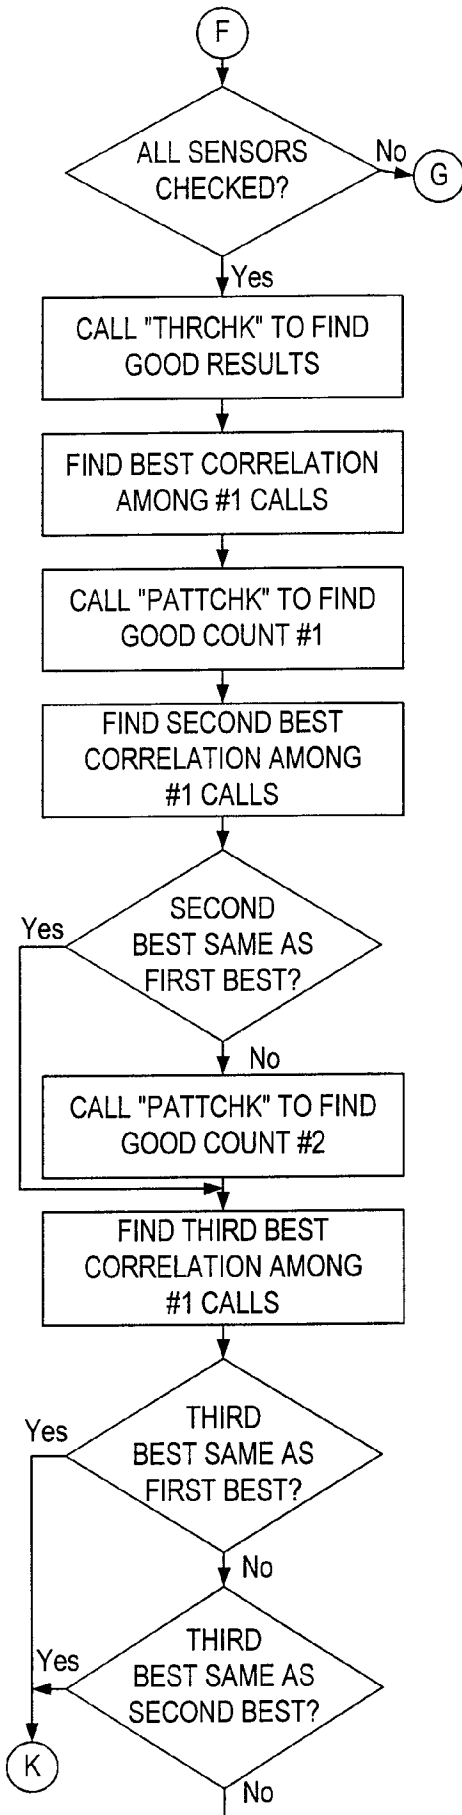 F
ALL SENSORS
CHECKED?
No
G
Yes
CALL "THRCHK" TO FIND
GOOD RESULTS
FIND BEST CORRELATION
AMONG #1 CALLS
CALL "PATTCHK" TO FIND
GOOD COUNT #1
FIND SECOND BEST
CORRELATION AMONG
#1 CALLS
SECOND
BEST SAME AS
FIRST BEST?
Yes
No
CALL "PATTCHK" TO FIND
GOOD COUNT #2
FIND THIRD BEST
CORRELATION AMONG
#1 CALLS
THIRD
BEST SAME AS
FIRST BEST?
Yes
No
THIRD
BEST SAME AS
SECOND BEST?
Yes
K
No